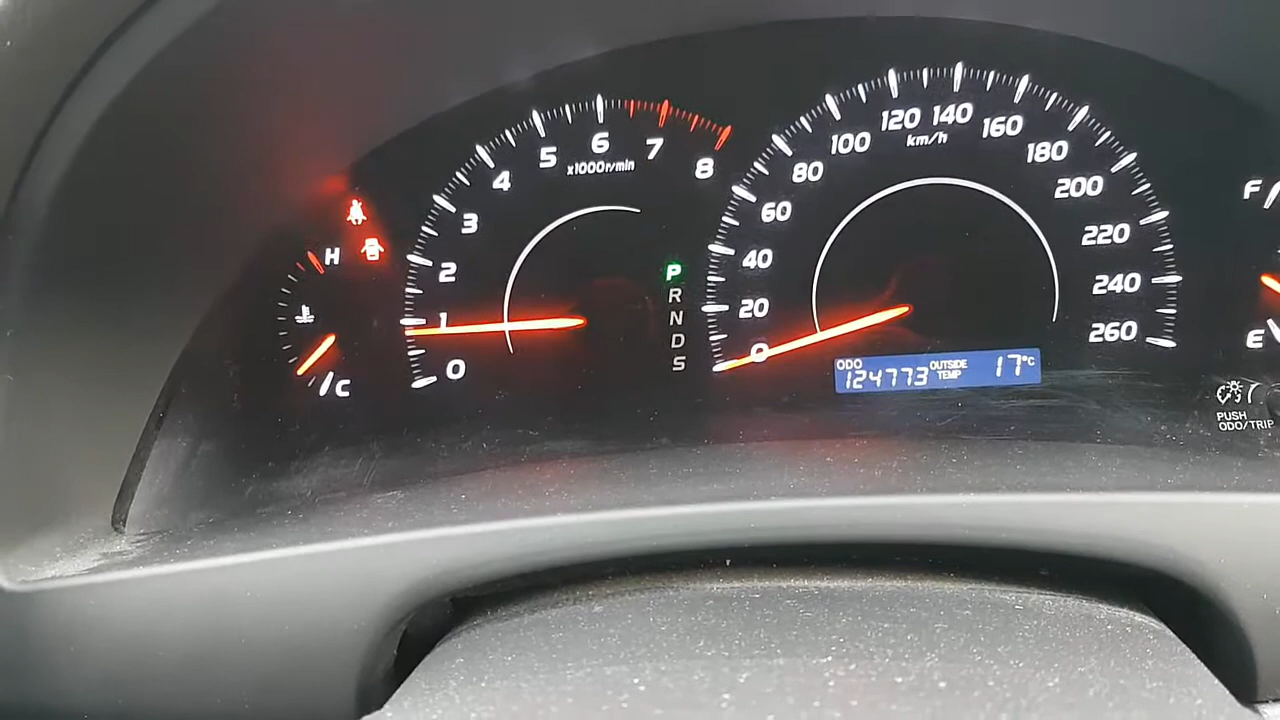 H
C
0
1
2
3
4
5
6
7
8
x1000r/min
P
R
N
D
S
0
20
40
60
80
100
120
140
160
180
200
220
240
260
km/h
ODO
124773
OUTSIDE
TEMP
17°C
F
E
PUSH
ODO/TRIP